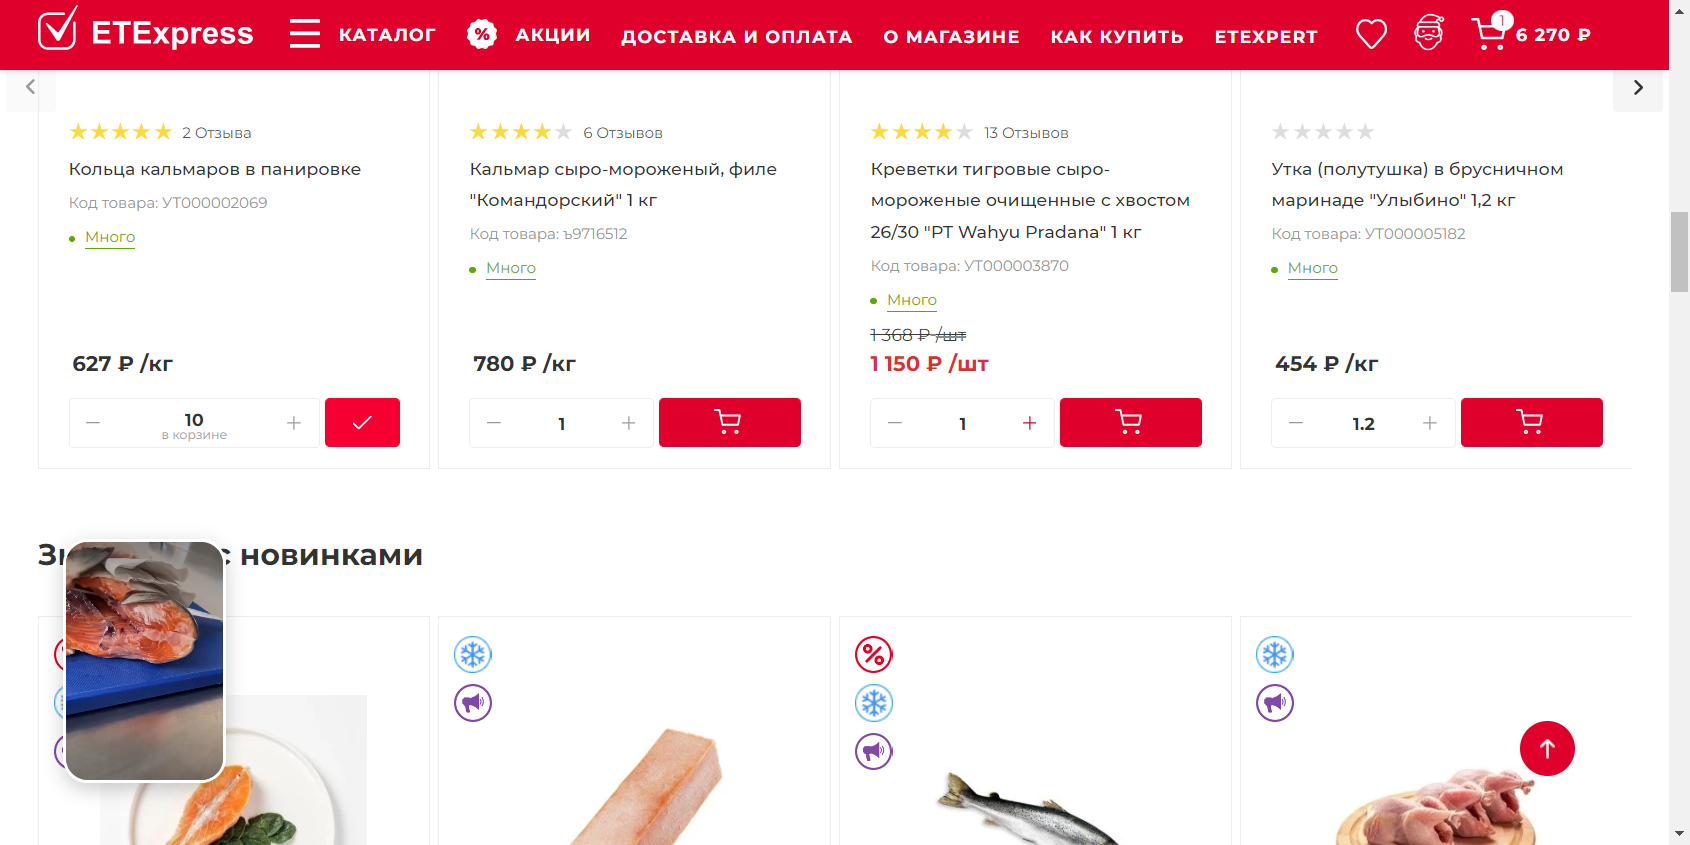 ETExpress КАТАЛОГ % АКЦИИ ДОСТАВКА И ОПЛАТА О МАГАЗИНЕ КАК КУПИТЬ ETEXPERT 1 6 270 ₽
2 Отзыва
Кольца кальмаров в панировке
Код товара: УТ000002069
Много
627 ₽ /кг
10
в корзине
6 Отзывов
Кальмар сыро-мороженый, филе
"Командорский" 1 кг
Код товара: ъ9716512
Много
780 ₽ /кг
1
13 Отзывов
Креветки тигровые сыро-
мороженые очищенные с хвостом
26/30 "PT Wahyu Pradana" 1 кг
Код товара: УТ000003870
Много
1 368 ₽ /шт
1 150 ₽ /шт
1
Утка (полутушка) в брусничном
маринаде "Улыбино" 1,2 кг
Код товара: УТ000005182
Много
454 ₽ /кг
1.2
с новинками
%